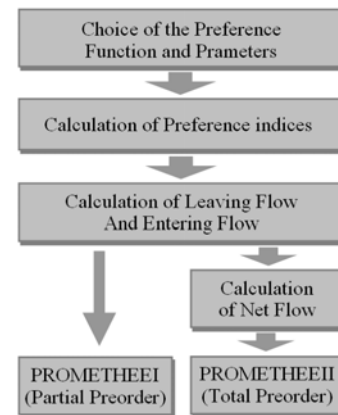 Choice of the Preference
Function and Prameters
Calculation of Preference indices
Calculation of Leaving Flow
And Entering Flow
Calculation
of Net Flow
PROMETHEEI
(Partial Preorder)
PROMETHEEII
(Total Preorder)